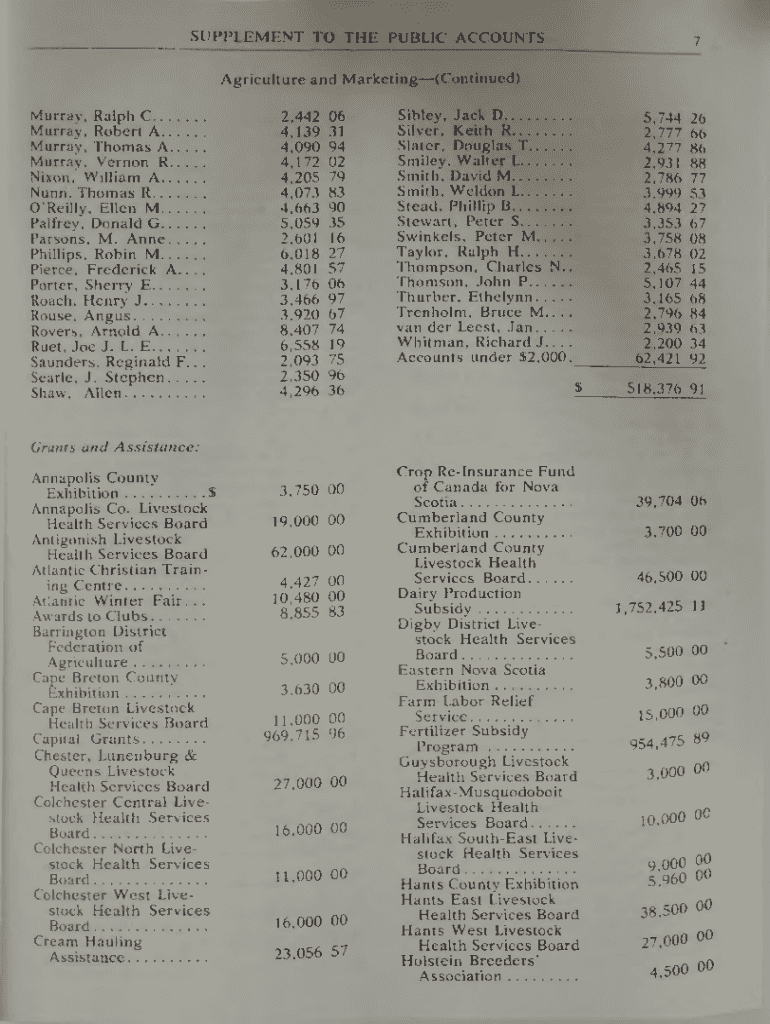 SUPPLEMENT TO THE PUBLIC ACCOUNTS 7
Agriculture and Marketing—(Continued)
Murray, Ralph C....... 2,442 06
Murray, Robert A...... 4,139 31
Murray, Thomas A..... 4,090 94
Murray, Vernon R..... 4,172 02
Nixon, William A...... 4,205 79
Nunn, Thomas R....... 4,073 83
O'Reilly, Ellen M...... 4,663 90
Palfrey, Donald G...... 5,059 35
Parsons, M. Anne..... 2,601 16
Phillips, Robin M...... 6,018 27
Pierce, Frederick A.... 4,801 57
Porter, Sherry E....... 3,176 06
Roach, Henry J........ 3,466 97
Rouse, Angus......... 3,920 67
Rovers, Arnold A...... 8,407 74
Ruet, Joe J. L. E....... 6,558 19
Saunders, Reginald F... 2,093 75
Searle, J. Stephen..... 2,350 96
Shaw, Allen.......... 4,296 36
Sibley, Jack D......... 5,744 26
Silver, Keith R........ 2,777 66
Slater, Douglas T...... 4,277 86
Smiley, Walter L....... 2,931 88
Smith, David M....... 2,786 77
Smith, Weldon L...... 3,999 53
Stead, Phillip B........ 4,894 27
Stewart, Peter S....... 3,353 67
Swinkels, Peter M..... 3,758 08
Taylor, Ralph H....... 3,678 02
Thompson, Charles N.. 2,465 15
Thomson, John P...... 5,107 44
Thurber, Ethelynn..... 3,165 68
Trenholm, Bruce M.... 2,796 84
van der Leest, Jan..... 2,939 63
Whitman, Richard J.... 2,200 34
Accounts under $2,000. 62,421 92
$ 518,376 91
Grants and Assistance:
Annapolis County
Exhibition ..........$ 3,750 00
Annapolis Co. Livestock
Health Services Board 19,000 00
Antigonish Livestock
Health Services Board 62,000 00
Atlantic Christian Train-
ing Centre.......... 4,427 00
Atlantic Winter Fair... 10,480 00
Awards to Clubs....... 8,855 83
Barrington District
Federation of
Agriculture ......... 5,000 00
Cape Breton County
Exhibition .......... 3,630 00
Cape Breton Livestock
Health Services Board 11,000 00
Capital Grants........ 969,715 96
Chester, Lunenburg &
Queens Livestock
Health Services Board 27,000 00
Colchester Central Live-
stock Health Services
Board.............. 16,000 00
Colchester North Live-
stock Health Services
Board.............. 11,000 00
Colchester West Live-
stock Health Services
Board.............. 16,000 00
Cream Hauling
Assistance.......... 23,056 57
Crop Re-Insurance Fund
of Canada for Nova
Scotia.............. 39,704 06
Cumberland County
Exhibition .......... 3,700 00
Cumberland County
Livestock Health
Services Board...... 46,500 00
Dairy Production
Subsidy ............ 1,752,425 11
Digby District Live-
stock Health Services
Board.............. 5,500 00
Eastern Nova Scotia
Exhibition .......... 3,800 00
Farm Labor Relief
Service............. 15,000 00
Fertilizer Subsidy
Program ........... 954,475 89
Guysborough Livestock
Health Services Board 3,000 00
Halifax-Musquodoboit
Livestock Health
Services Board...... 10,000 00
Halifax South-East Live-
stock Health Services
Board.............. 9,000 00
Hants County Exhibition 5,960 00
Hants East Livestock
Health Services Board 38,500 00
Hants West Livestock
Health Services Board 27,000 00
Holstein Breeders'
Association ......... 4,500 00